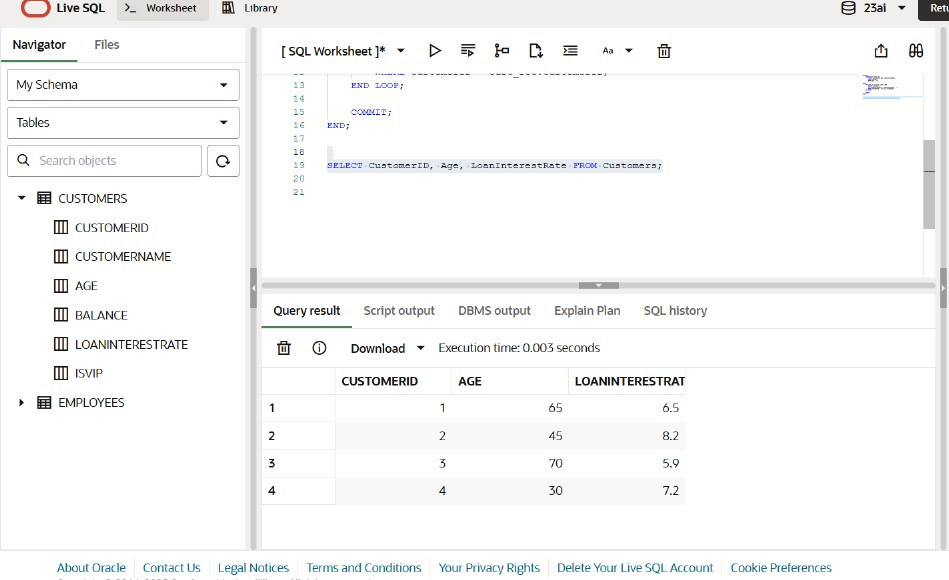 Live SQL
Worksheet
Library
23ai
Navigator
Files
[ SQL Worksheet ]*
Aa
My Schema
Tables
Search objects
CUSTOMERS
CUSTOMERID
CUSTOMERNAME
AGE
BALANCE
LOANINTERESTRATE
ISVIP
EMPLOYEES
13 END LOOP;
14
15 COMMIT;
16 END;
17
18
19 SELECT CustomerID, Age, LoanInterestRate FROM Customers;
20
21
Query result Script output DBMS output Explain Plan SQL history
Download Execution time: 0.003 seconds
CUSTOMERID AGE LOANINTERESTRAT
1 1 65 6.5
2 2 45 8.2
3 3 70 5.9
4 4 30 7.2
About Oracle Contact Us Legal Notices Terms and Conditions Your Privacy Rights Delete Your Live SQL Account Cookie Preferences